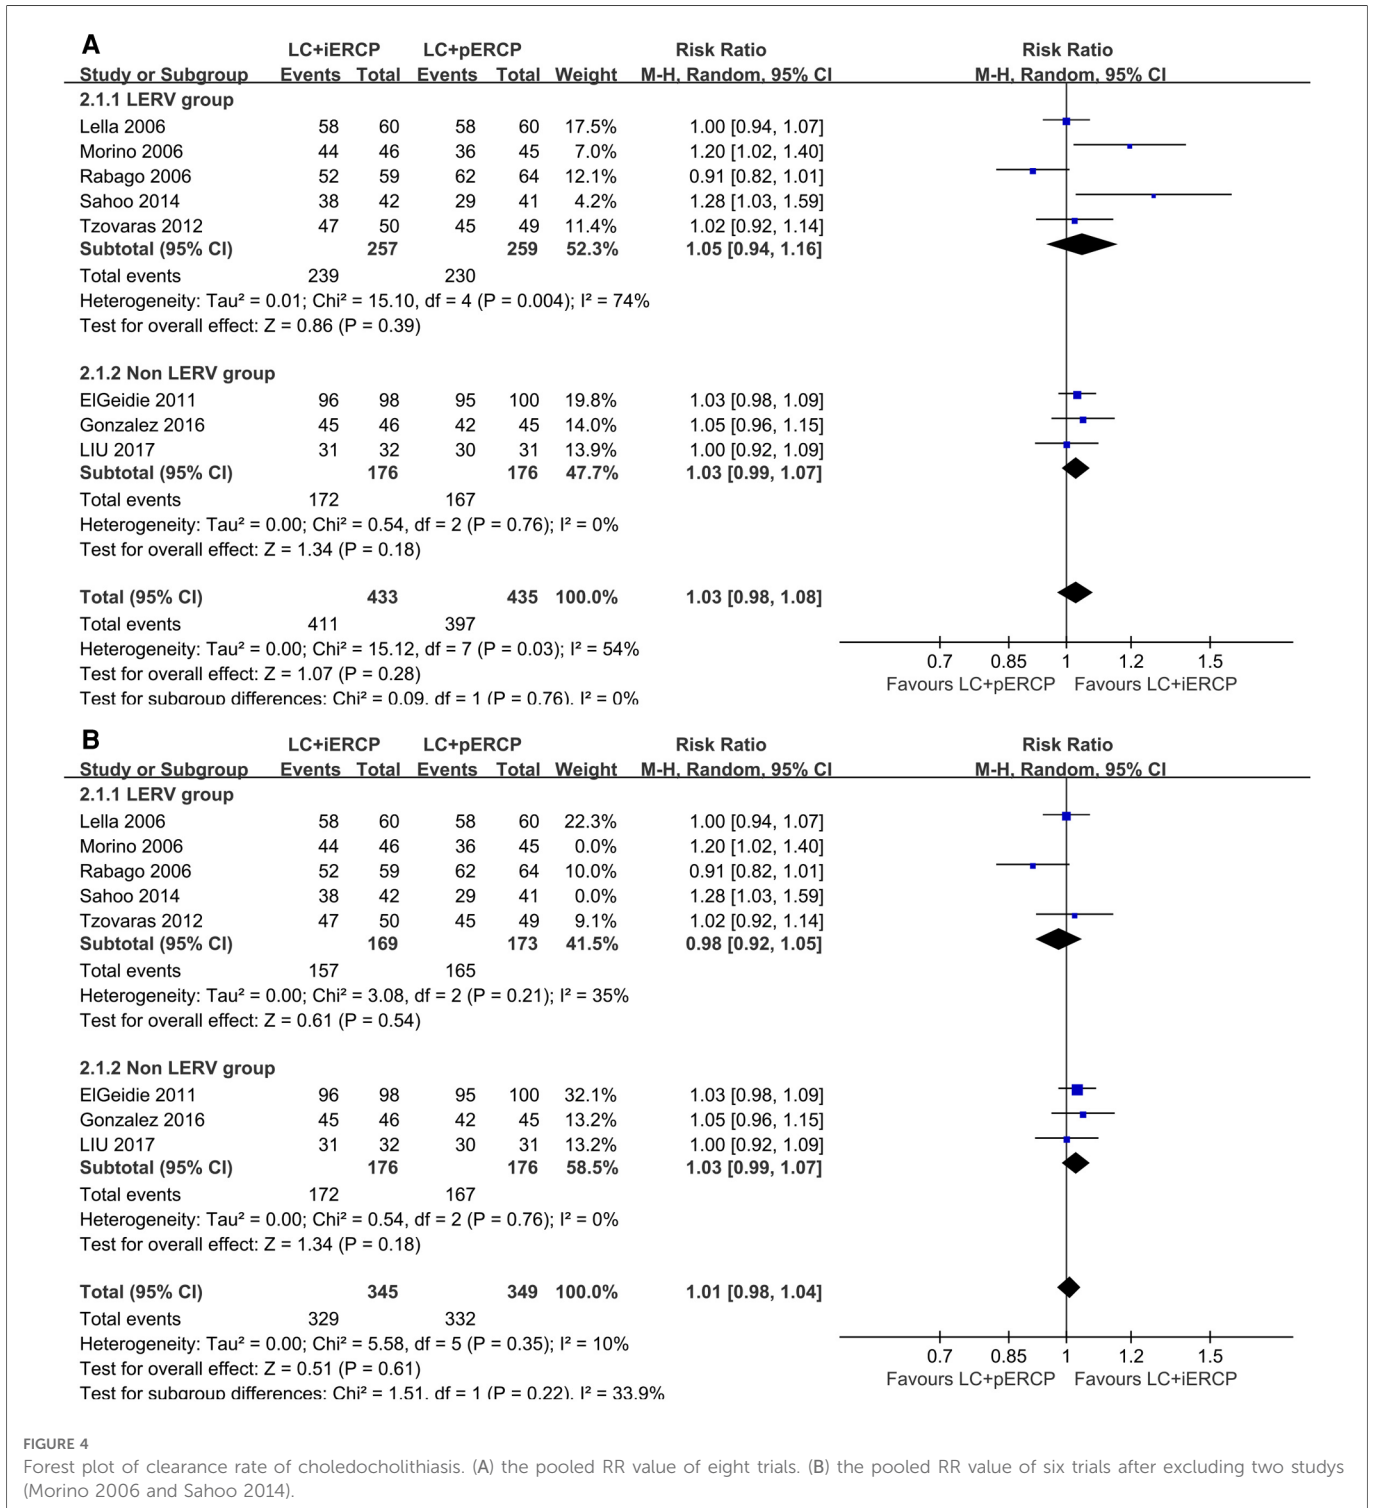 A
LC+iERCP LC+pERCP Risk Ratio Risk Ratio
Study or Subgroup Events Total Events Total Weight M-H, Random, 95% CI M-H, Random, 95% CI
2.1.1 LERV group
Lella 2006 58 60 58 60 17.5% 1.00 [0.94, 1.07]
Morino 2006 44 46 36 45 7.0% 1.20 [1.02, 1.40]
Rabago 2006 52 59 62 64 12.1% 0.91 [0.82, 1.01]
Sahoo 2014 38 42 29 41 4.2% 1.28 [1.03, 1.59]
Tzovaras 2012 47 50 45 49 11.4% 1.02 [0.92, 1.14]
Subtotal (95% CI) 257 259 52.3% 1.05 [0.94, 1.16]
Total events 239 230
Heterogeneity: Tau² = 0.01; Chi² = 15.10, df = 4 (P = 0.004); I² = 74%
Test for overall effect: Z = 0.86 (P = 0.39)
2.1.2 Non LERV group
ElGeidie 2011 96 98 95 100 19.8% 1.03 [0.98, 1.09]
Gonzalez 2016 45 46 42 45 14.0% 1.05 [0.96, 1.15]
LIU 2017 31 32 30 31 13.9% 1.00 [0.92, 1.09]
Subtotal (95% CI) 176 176 47.7% 1.03 [0.99, 1.07]
Total events 172 167
Heterogeneity: Tau² = 0.00; Chi² = 0.54, df = 2 (P = 0.76); I² = 0%
Test for overall effect: Z = 1.34 (P = 0.18)
Total (95% CI) 433 435 100.0% 1.03 [0.98, 1.08]
Total events 411 397
Heterogeneity: Tau² = 0.00; Chi² = 15.12, df = 7 (P = 0.03); I² = 54%
Test for overall effect: Z = 1.07 (P = 0.28)
Test for subgroup differences: Chi² = 0.09, df = 1 (P = 0.76), I² = 0%
0.7 0.85 1 1.2 1.5
Favours LC+pERCP Favours LC+iERCP
B
LC+iERCP LC+pERCP Risk Ratio Risk Ratio
Study or Subgroup Events Total Events Total Weight M-H, Random, 95% CI M-H, Random, 95% CI
2.1.1 LERV group
Lella 2006 58 60 58 60 22.3% 1.00 [0.94, 1.07]
Morino 2006 44 46 36 45 0.0% 1.20 [1.02, 1.40]
Rabago 2006 52 59 62 64 10.0% 0.91 [0.82, 1.01]
Sahoo 2014 38 42 29 41 0.0% 1.28 [1.03, 1.59]
Tzovaras 2012 47 50 45 49 9.1% 1.02 [0.92, 1.14]
Subtotal (95% CI) 169 173 41.5% 0.98 [0.92, 1.05]
Total events 157 165
Heterogeneity: Tau² = 0.00; Chi² = 3.08, df = 2 (P = 0.21); I² = 35%
Test for overall effect: Z = 0.61 (P = 0.54)
2.1.2 Non LERV group
ElGeidie 2011 96 98 95 100 32.1% 1.03 [0.98, 1.09]
Gonzalez 2016 45 46 42 45 13.2% 1.05 [0.96, 1.15]
LIU 2017 31 32 30 31 13.2% 1.00 [0.92, 1.09]
Subtotal (95% CI) 176 176 58.5% 1.03 [0.99, 1.07]
Total events 172 167
Heterogeneity: Tau² = 0.00; Chi² = 0.54, df = 2 (P = 0.76); I² = 0%
Test for overall effect: Z = 1.34 (P = 0.18)
Total (95% CI) 345 349 100.0% 1.01 [0.98, 1.04]
Total events 329 332
Heterogeneity: Tau² = 0.00; Chi² = 5.58, df = 5 (P = 0.35); I² = 10%
Test for overall effect: Z = 0.51 (P = 0.61)
Test for subgroup differences: Chi² = 1.51, df = 1 (P = 0.22), I² = 33.9%
0.7 0.85 1 1.2 1.5
Favours LC+pERCP Favours LC+iERCP
FIGURE 4
Forest plot of clearance rate of choledocholithiasis. (A) the pooled RR value of eight trials. (B) the pooled RR value of six trials after excluding two studys
(Morino 2006 and Sahoo 2014).